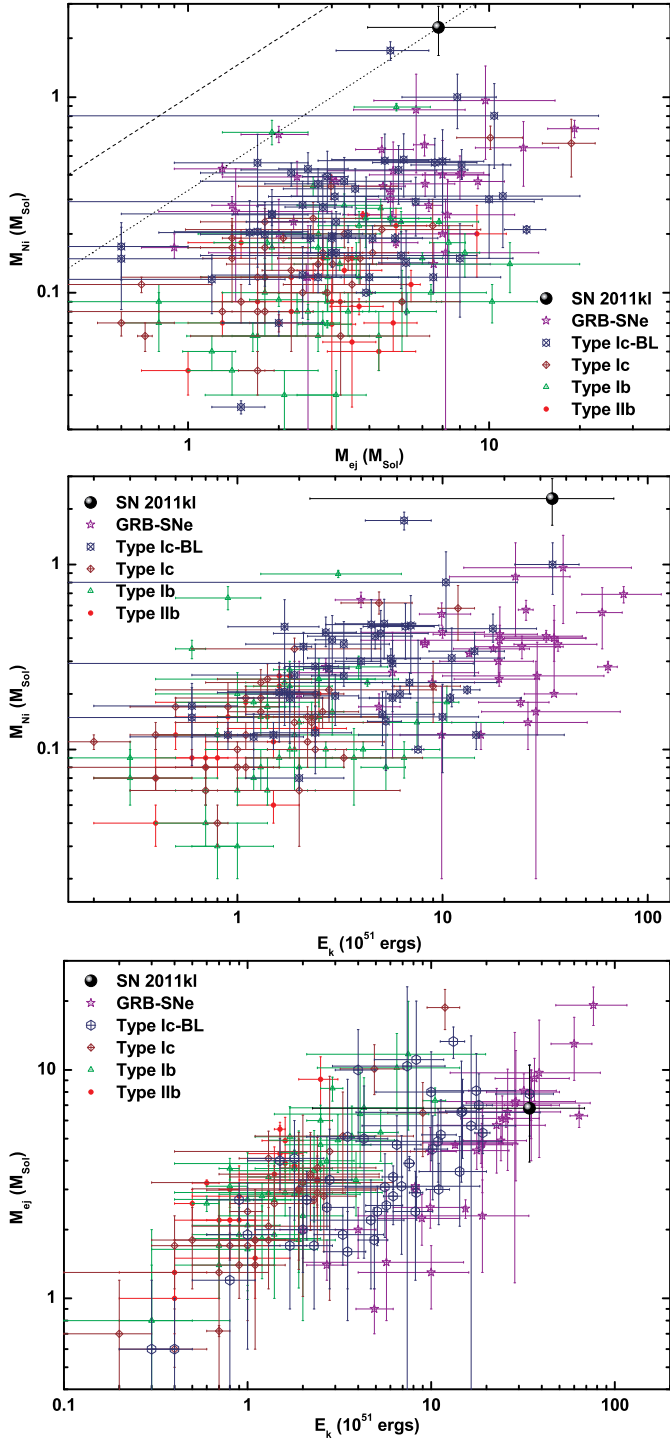 1
0.1
M_Ni (M_Sol)
SN 2011kl
GRB-SNe
Type Ic-BL
Type Ic
Type Ib
Type IIb
1 10
M_ej (M_Sol)
SN 2011kl
GRB-SNe
Type Ic-BL
Type Ic
Type Ib
Type IIb
1
0.1
M_Ni (M_Sol)
1 10 100
E_k (10^51 ergs)
SN 2011kl
GRB-SNe
Type Ic-BL
Type Ic
Type Ib
Type IIb
10
1
M_ej (M_Sol)
0.1 1 10 100
E_k (10^51 ergs)